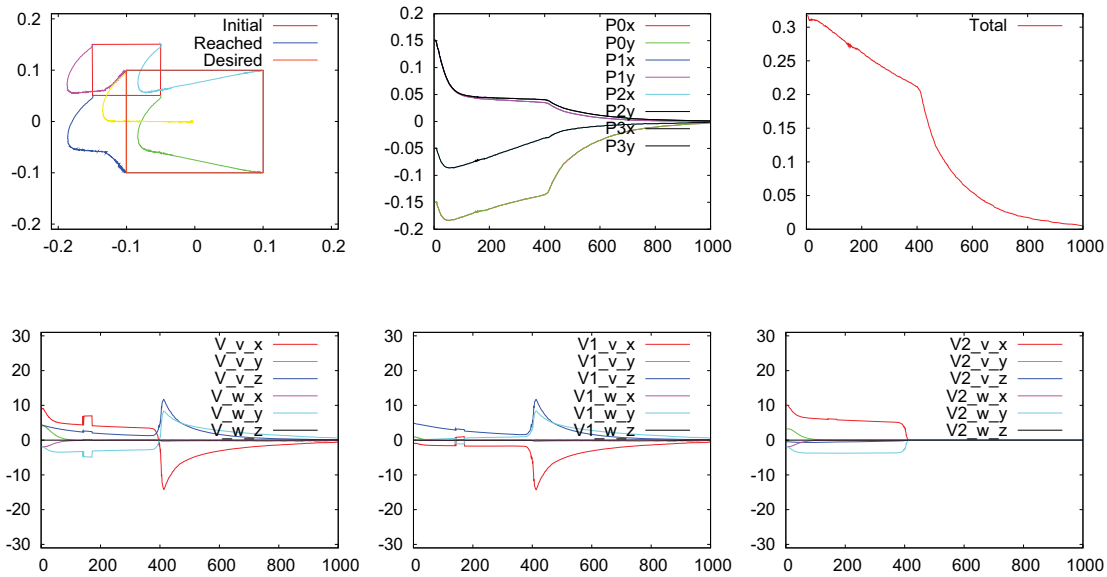 0.2
0.1
0
-0.1
-0.2
-0.2 -0.1 0 0.1 0.2
Initial
Reached
Desired
0.2
0.15
0.1
0.05
0
-0.05
-0.1
-0.15
-0.2
0 200 400 600 800 1000
P0x
P0y
P1x
P1y
P2x
P2y
P3x
P3y
0.3
0.25
0.2
0.15
0.1
0.05
0
0 200 400 600 800 1000
Total
30
20
10
0
-10
-20
-30
0 200 400 600 800 1000
V_v_x
V_v_y
V_v_z
V_w_x
V_w_y
V_w_z
30
20
10
0
-10
-20
-30
0 200 400 600 800 1000
V1_v_x
V1_v_y
V1_v_z
V1_w_x
V1_w_y
V1_w_z
30
20
10
0
-10
-20
-30
0 200 400 600 800 1000
V2_v_x
V2_v_y
V2_v_z
V2_w_x
V2_w_y
V2_w_z